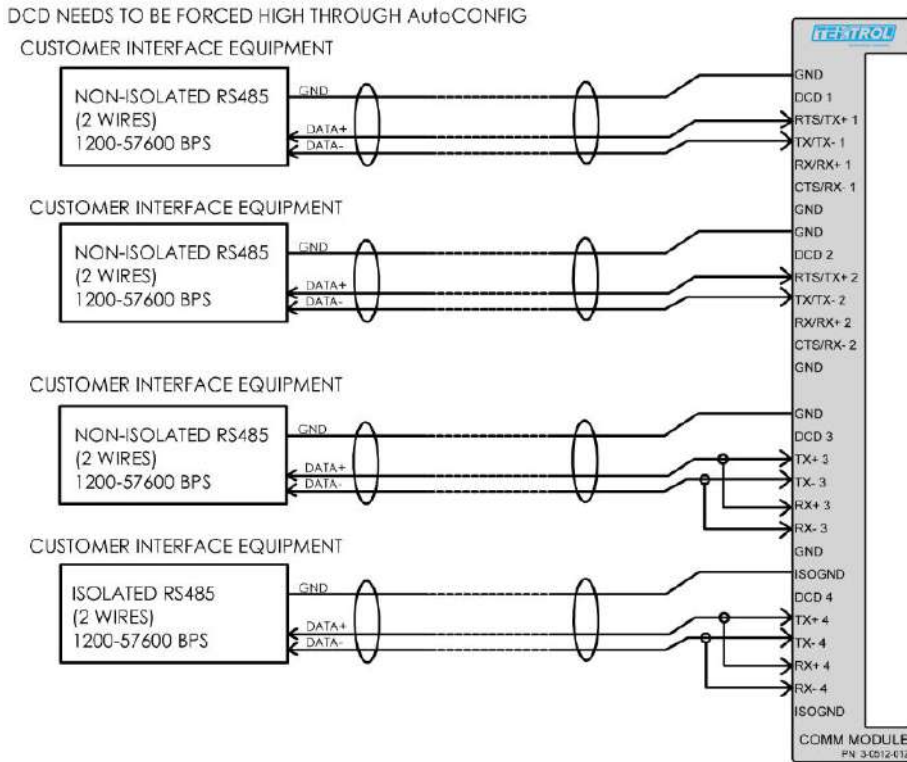 DCD NEEDS TO BE FORCED HIGH THROUGH AutoCONFIG
CUSTOMER INTERFACE EQUIPMENT
NON-ISOLATED RS485
(2 WIRES)
1200-57600 BPS
GND
DATA+
DATA-
CUSTOMER INTERFACE EQUIPMENT
NON-ISOLATED RS485
(2 WIRES)
1200-57600 BPS
GND
DATA+
DATA-
CUSTOMER INTERFACE EQUIPMENT
NON-ISOLATED RS485
(2 WIRES)
1200-57600 BPS
GND
DATA+
DATA-
CUSTOMER INTERFACE EQUIPMENT
ISOLATED RS485
(2 WIRES)
1200-57600 BPS
GND
DATA+
DATA-
TEKTROL
GND
DCD 1
RTS/TX+ 1
TX/TX- 1
RX/RX+ 1
CTS/RX- 1
GND
GND
DCD 2
RTS/TX+ 2
TX/TX- 2
RX/RX+ 2
CTS/RX- 2
GND
GND
DCD 3
TX+ 3
TX- 3
RX+ 3
RX- 3
GND
ISOGND
DCD 4
TX+ 4
TX- 4
RX+ 4
RX- 4
ISOGND
COMM MODULE
PN 3-0512-012